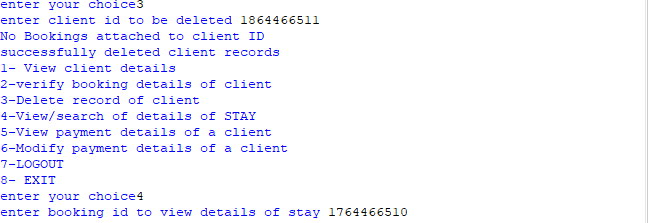 enter your choice3
enter client id to be deleted 1864466511
No Bookings attached to client ID
successfully deleted client records
1- View client details
2-verify booking details of client
3-Delete record of client
4-View/search of details of STAY
5-View payment details of a client
6-Modify payment details of a client
7-LOGOUT
8- EXIT
enter your choice4
enter booking id to view details of stay 1764466510